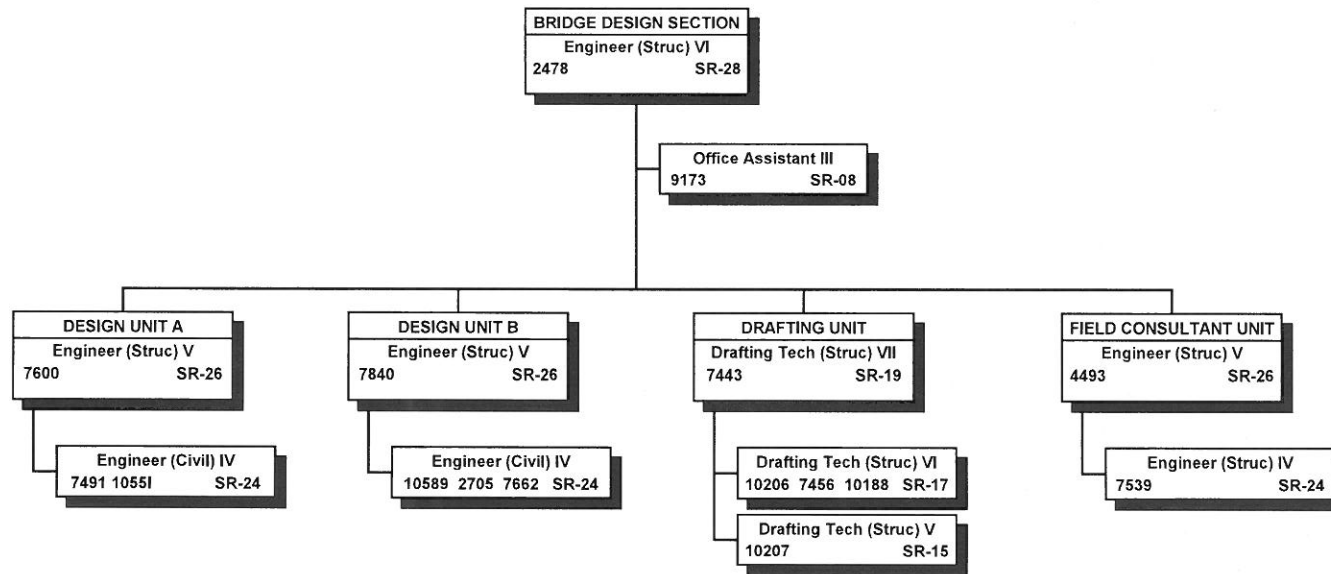 BRIDGE DESIGN SECTION
Engineer (Struc) VI
2478 SR-28
Office Assistant III
9173 SR-08
DESIGN UNIT A
Engineer (Struc) V
7600 SR-26
Engineer (Civil) IV
7491 1055I SR-24
DESIGN UNIT B
Engineer (Struc) V
7840 SR-26
Engineer (Civil) IV
10589 2705 7662 SR-24
DRAFTING UNIT
Drafting Tech (Struc) VII
7443 SR-19
Drafting Tech (Struc) VI
10206 7456 10188 SR-17
Drafting Tech (Struc) V
10207 SR-15
FIELD CONSULTANT UNIT
Engineer (Struc) V
4493 SR-26
Engineer (Struc) IV
7539 SR-24